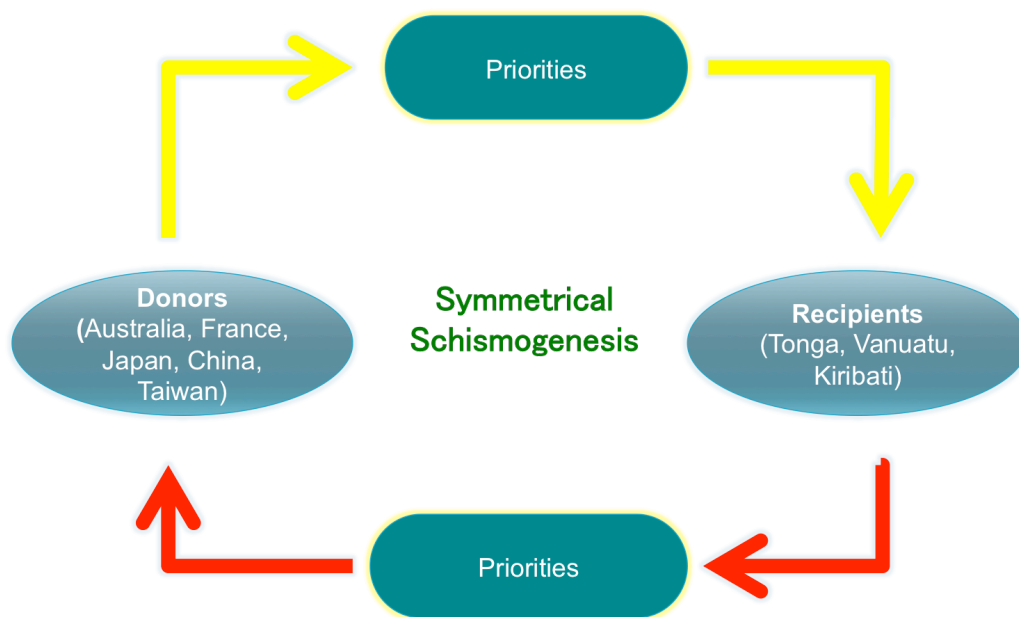 Priorities
Donors
(Australia, France,
Japan, China,
Taiwan)
Symmetrical
Schismogenesis
Recipients
(Tonga, Vanuatu,
Kiribati)
Priorities